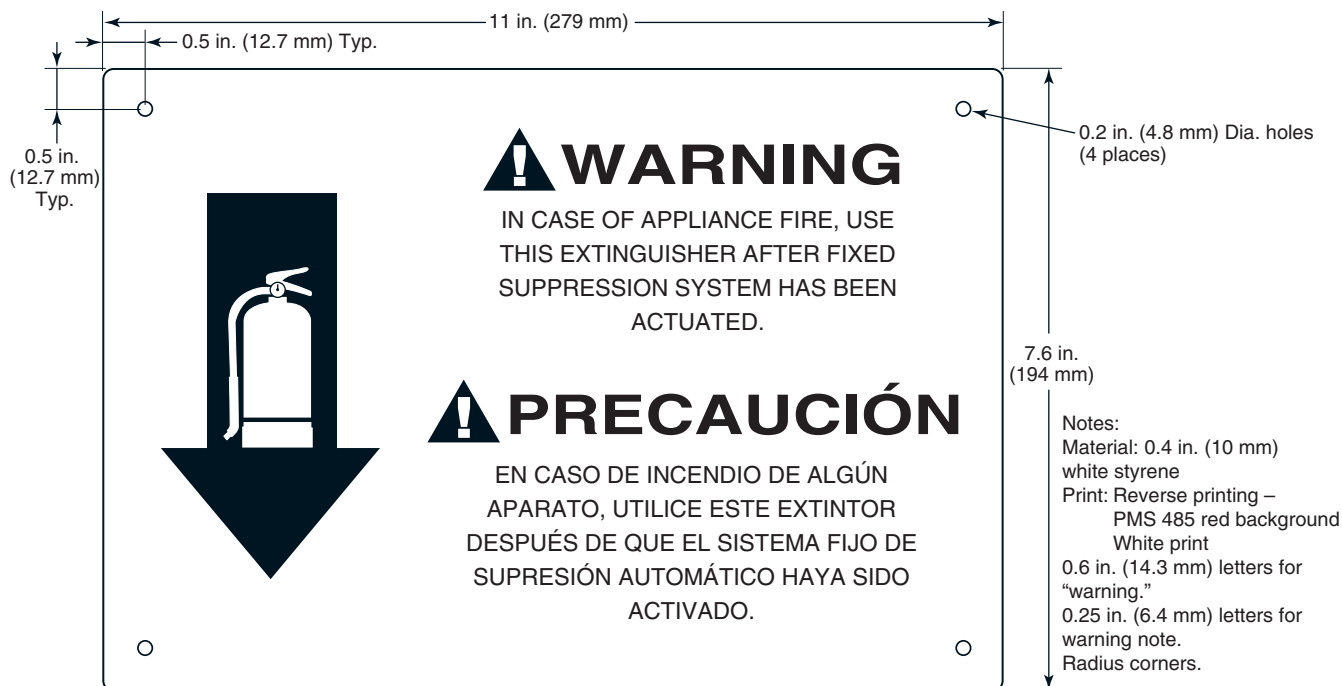 11 in. (279 mm)
0.5 in. (12.7 mm) Typ.
0.5 in.
(12.7 mm)
Typ.
0.2 in. (4.8 mm) Dia. holes
(4 places)
WARNING
IN CASE OF APPLIANCE FIRE, USE
THIS EXTINGUISHER AFTER FIXED
SUPPRESSION SYSTEM HAS BEEN
ACTUATED.
PRECAUCIÓN
EN CASO DE INCENDIO DE ALGÚN
APARATO, UTILICE ESTE EXTINTOR
DESPUÉS DE QUE EL SISTEMA FIJO DE
SUPRESIÓN AUTOMÁTICO HAYA SIDO
ACTIVADO.
7.6 in.
(194 mm)
Notes:
Material: 0.4 in. (10 mm)
white styrene
Print: Reverse printing –
PMS 485 red background
White print
0.6 in. (14.3 mm) letters for
“warning.”
0.25 in. (6.4 mm) letters for
warning note.
Radius corners.